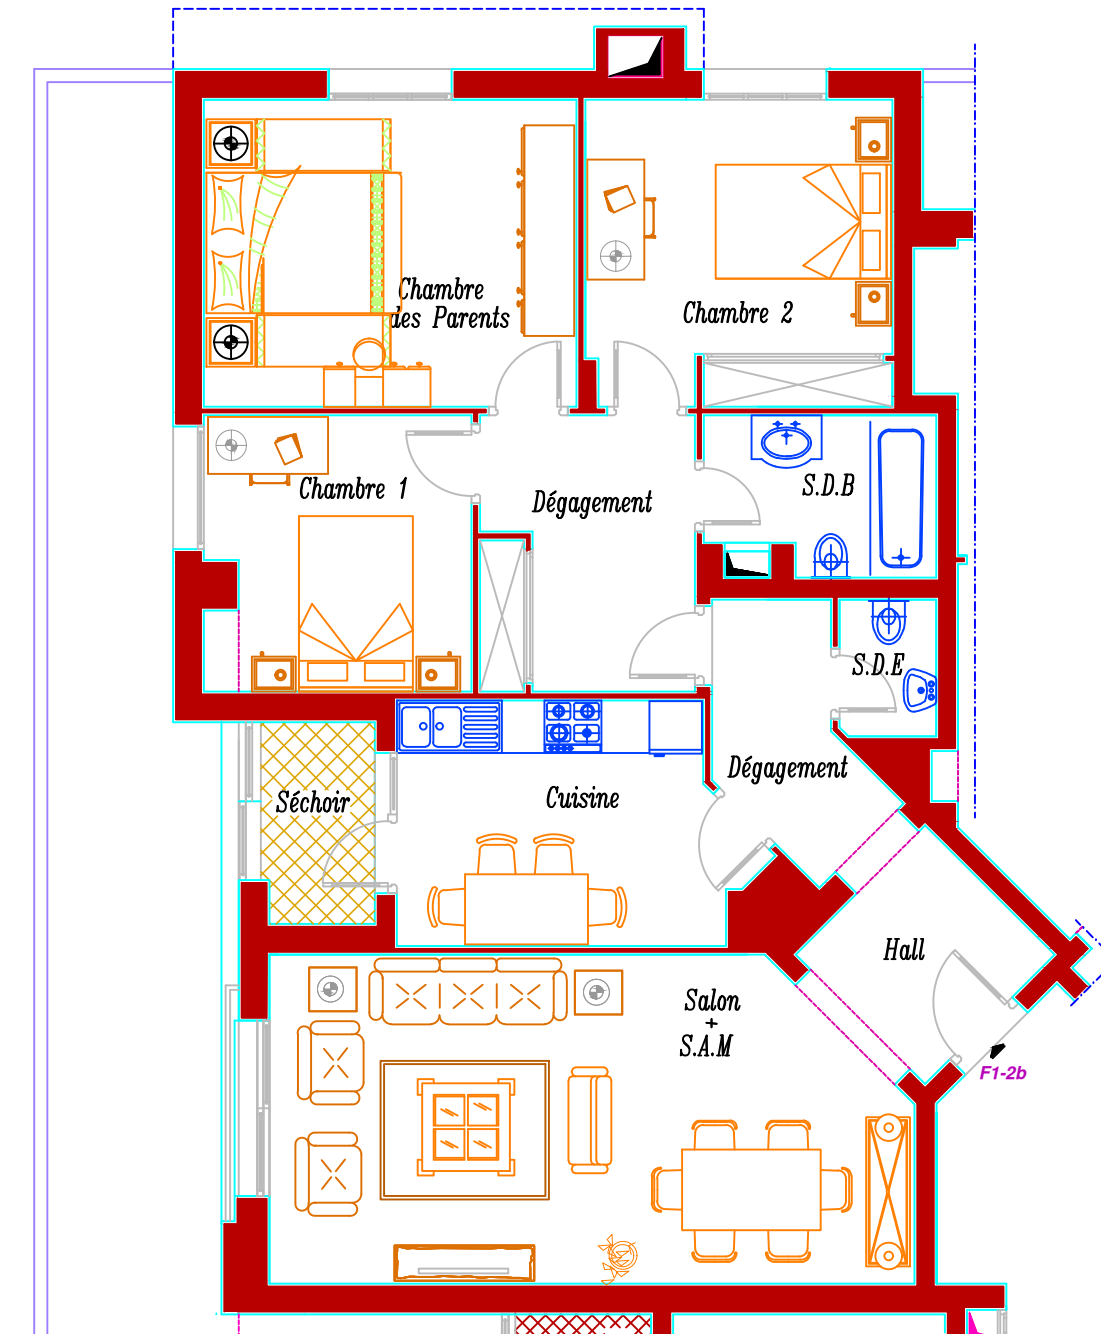 Chambre
des Parents
Chambre 2
Chambre 1
Dégagement
S.D.B
S.D.E
Dégagement
Séchoir
Cuisine
Hall
Salon
+
S.A.M
F1-2b